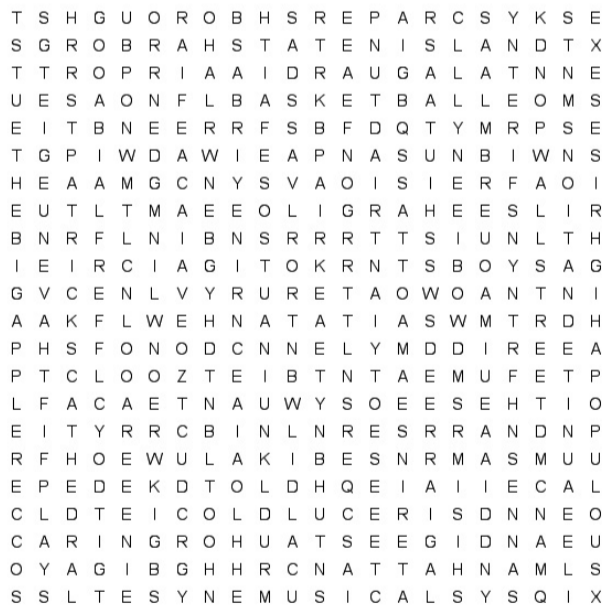 T S H G U O R O B H S R E P A R C S Y K S E
S G R O B R A H S T A T E N I S L A N D T X
T T R O P R I A A I D R A U G A L A T N N E
U E S A O N F L B A S K E T B A L L E O M S
E I T B N E E R R F S B F D Q T Y M R P S E
T G P I W D A W I E A P N A S U N B I W N S
H E A A M G C N Y S V A O I S I E R F A O I
E U T L T M A E E O L I G R A H E E S L I R
B N R F L N I B N S R R R T T S I U N L T H
I E I R C I A G I T O K R N T S B O Y S A G
G V C E N L V Y R U R E T A O W O A N T N I
A A K F L W E H N A T A T I A S W M T R D H
P H S F O N O D C N N E L Y M D D I R E E A
P T C L O O Z T E I B T N T A E M U F E T P
L F A C A E T N A U W Y S O E E S E H T I O
E I T Y R R C B I N L N R E S R R A N D N P
R F H O E W U L A K I B E S N R M A S M U U
E P E D E K D T O L D H Q E I A I I E C A L
C L D T E I C O L D L U C E R I S D N N E O
C A R I N G R O H U A T S E E G I D N A E U
O Y A G I B G H H R C N A T T A H N A M L S
S S L T E S Y N E M U S I C A L S Y S Q I X